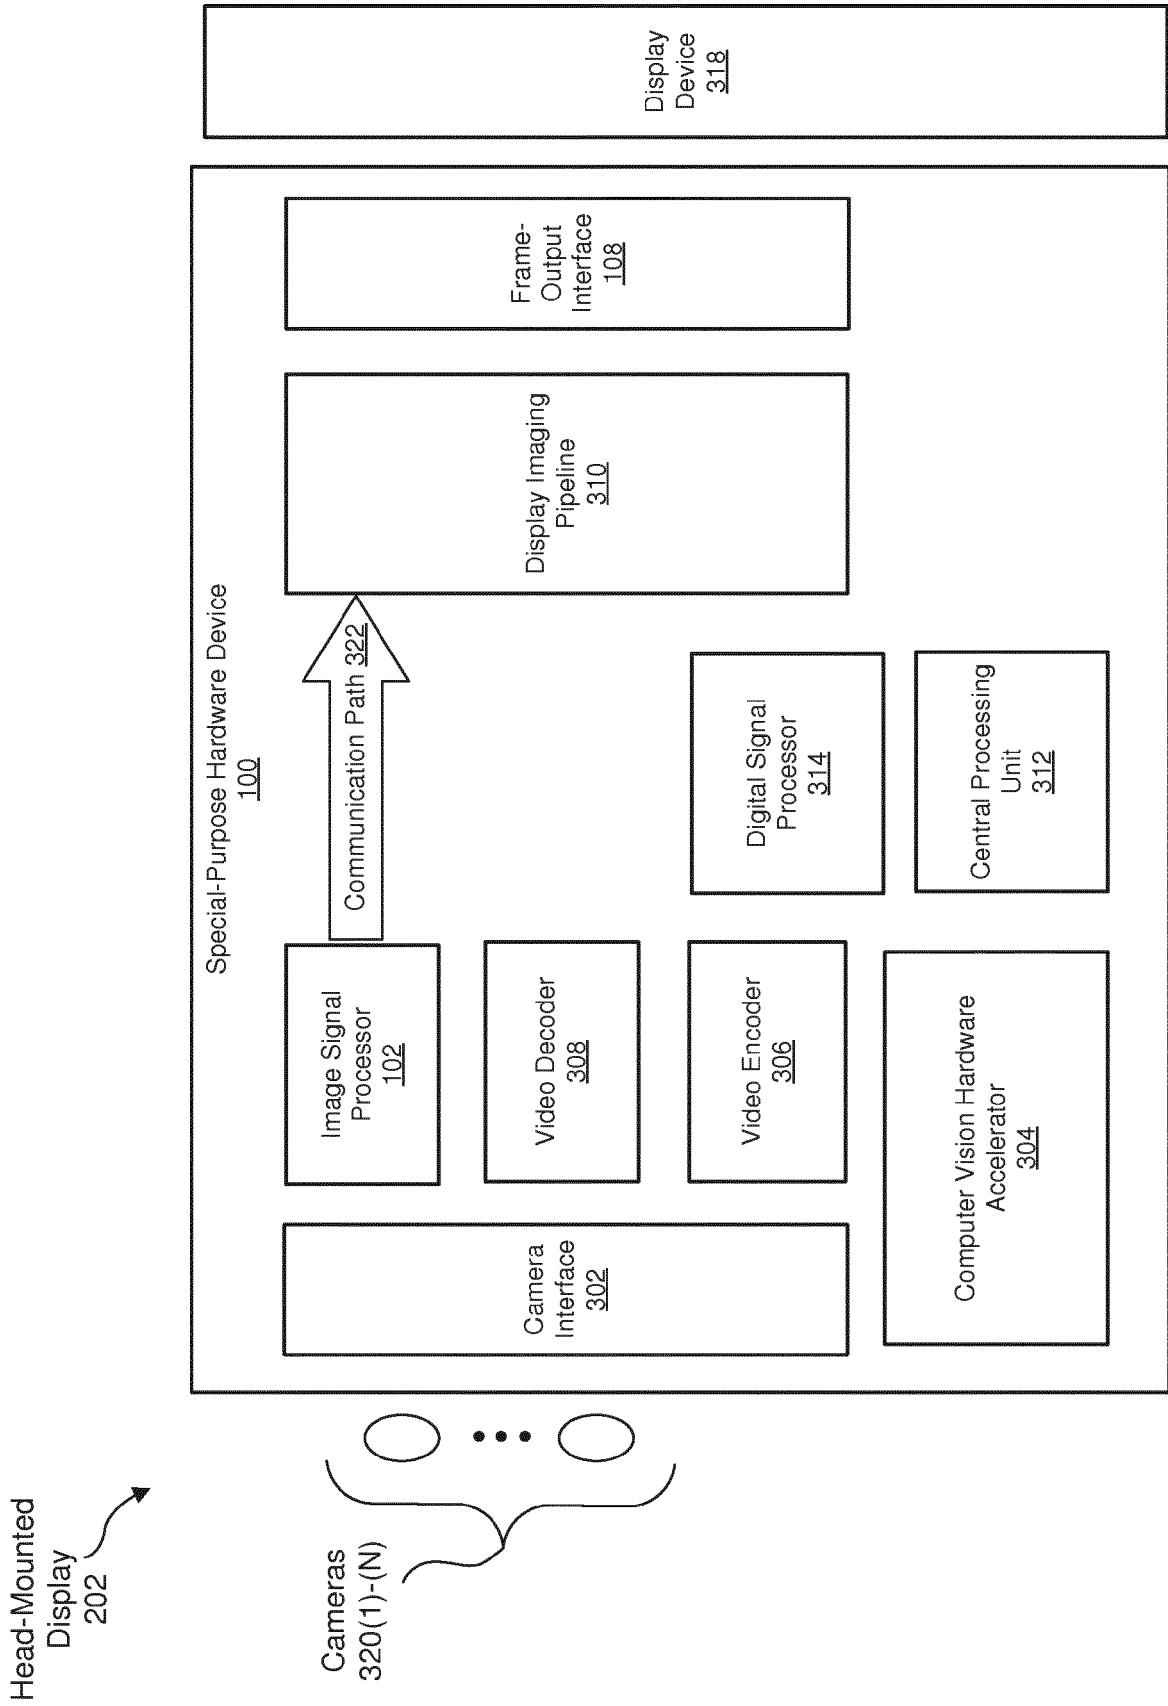 Head-Mounted
Display
202
Cameras
320(1)-(N)
Special-Purpose Hardware Device
100
Camera
Interface
302
Image Signal
Processor
102
Communication Path 322
Video Decoder
308
Video Encoder
306
Computer Vision Hardware
Accelerator
304
Digital Signal
Processor
314
Central Processing
Unit
312
Display Imaging
Pipeline
310
Frame-
Output
Interface
108
Display
Device
318